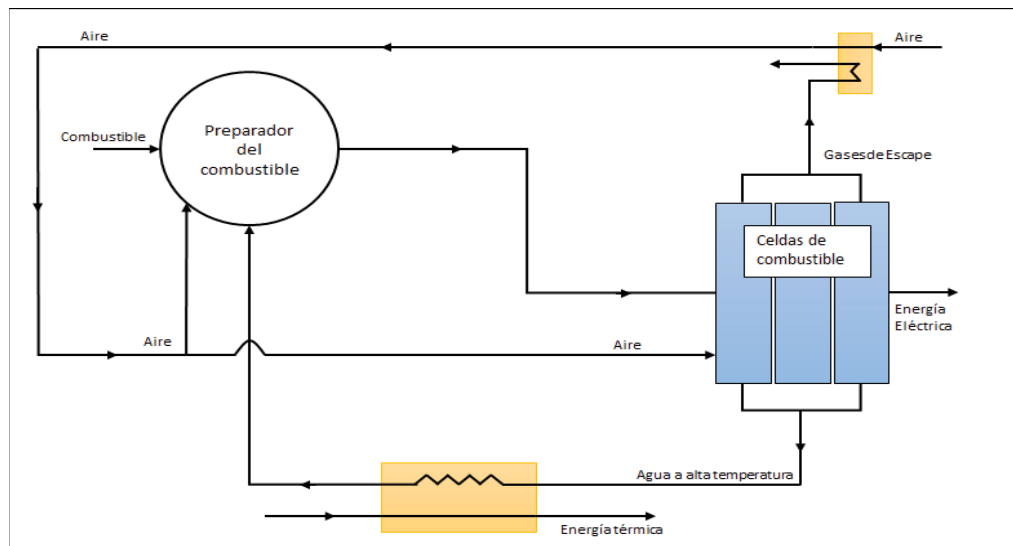 Aire
Aire
Combustible
Preparador
del
combustible
Gases de Escape
Celdas de
combustible
Energía
Eléctrica
Aire
Aire
Agua a alta temperatura
Energía térmica